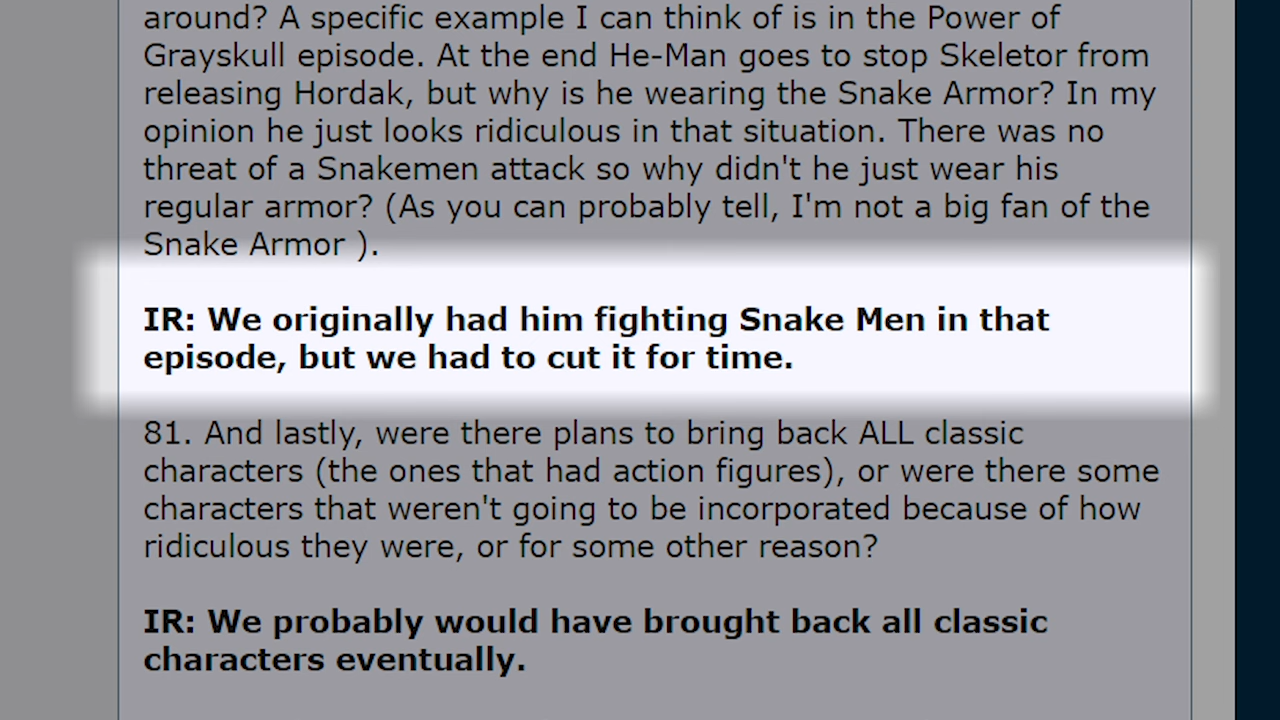 around? A specific example I can think of is in the Power of
Grayskull episode. At the end He-Man goes to stop Skeletor from
releasing Hordak, but why is he wearing the Snake Armor? In my
opinion he just looks ridiculous in that situation. There was no
threat of a Snakemen attack so why didn't he just wear his
regular armor? (As you can probably tell, I'm not a big fan of the
Snake Armor ).
IR: We originally had him fighting Snake Men in that
episode, but we had to cut it for time.
81. And lastly, were there plans to bring back ALL classic
characters (the ones that had action figures), or were there some
characters that weren't going to be incorporated because of how
ridiculous they were, or for some other reason?
IR: We probably would have brought back all classic
characters eventually.